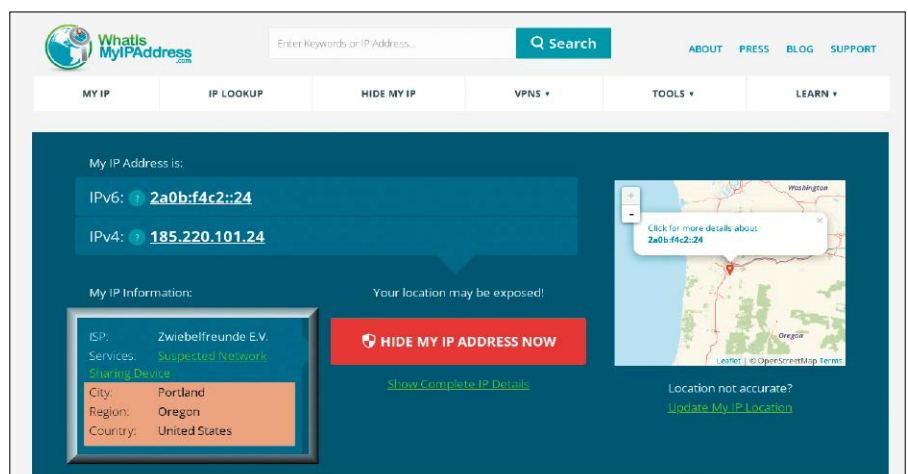 WhatIs
MyIPAddress
.com
Enter Keywords or IP Address...
Search
ABOUT PRESS BLOG SUPPORT
MY IP IP LOOKUP HIDE MY IP VPNS TOOLS LEARN
My IP Address is:
IPv6: ? 2a0b:f4c2::24
IPv4: ? 185.220.101.24
My IP Information:
ISP: Zwiebelfreunde E.V.
Services: Suspected Network
Sharing Device
City: Portland
Region: Oregon
Country: United States
Your location may be exposed!
HIDE MY IP ADDRESS NOW
Show Complete IP Details
+
-
Washington
Click for more details about
2a0b:f4c2::24
×
Oregon
Leaflet | © OpenStreetMap Terms
Location not accurate?
Update My IP Location